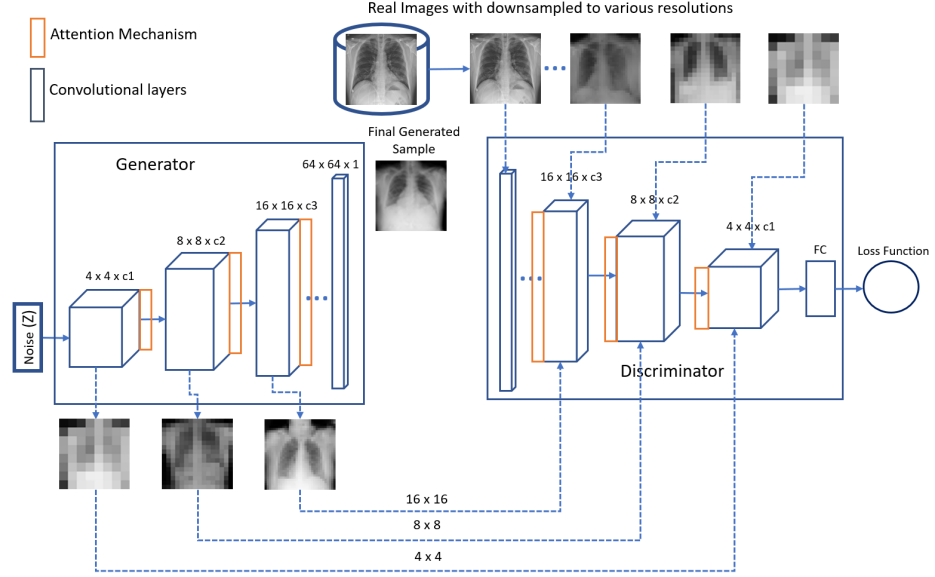 Real Images with downsampled to various resolutions
Attention Mechanism
Convolutional layers
Final Generated
Sample
Generator
64 x 64 x 1
16 x 16 x c3
8 x 8 x c2
4 x 4 x c1
Noise (Z)
16 x 16 x c3
8 x 8 x c2
4 x 4 x c1
FC
Loss Function
Discriminator
16 x 16
8 x 8
4 x 4